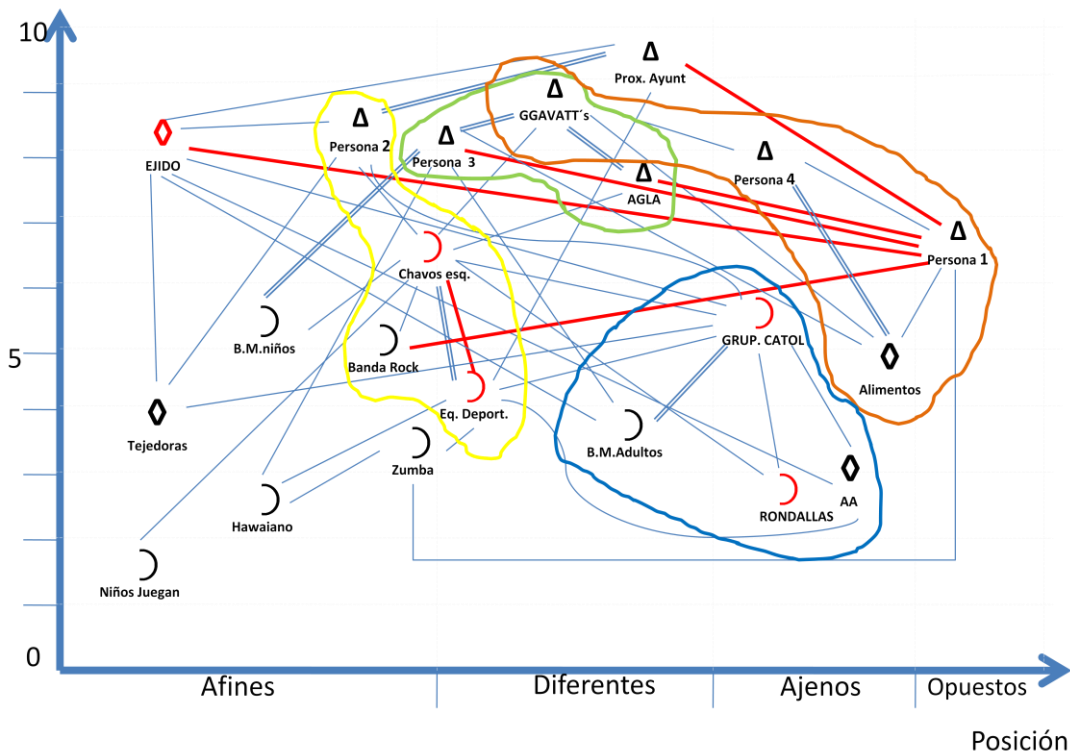 10
Δ
Prox. Ayunt
Δ
GGAVATT´s
Δ
Persona 2
Δ
Persona 3
EJIDO
Δ
Persona 4
Δ
AGLA
Δ
Persona 1
Chavos esq.
B.M.niños
Banda Rock
GRUP. CATOL
5
Alimentos
Eq. Deport.
Tejedoras
B.M.Adultos
Zumba
AA
RONDALLAS
Hawaiano
Niños Juegan
0
Afines
Diferentes
Ajenos
Opuestos
Posición